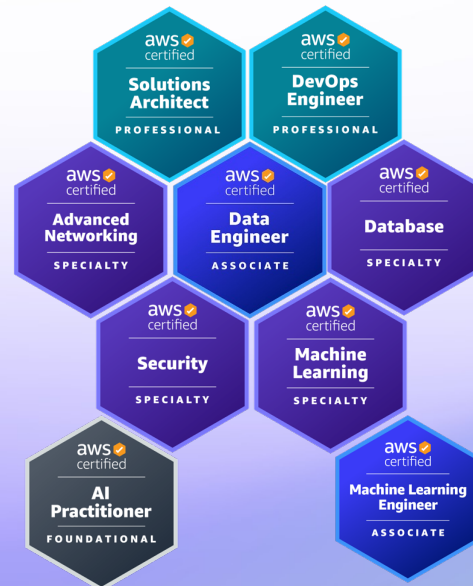 aws
certified
Solutions
Architect
PROFESSIONAL
aws
certified
DevOps
Engineer
PROFESSIONAL
aws
certified
Advanced
Networking
SPECIALTY
aws
certified
Data
Engineer
ASSOCIATE
aws
certified
Database
SPECIALTY
aws
certified
Security
SPECIALTY
aws
certified
Machine
Learning
SPECIALTY
aws
certified
AI
Practitioner
FOUNDATIONAL
aws
certified
Machine Learning
Engineer
ASSOCIATE